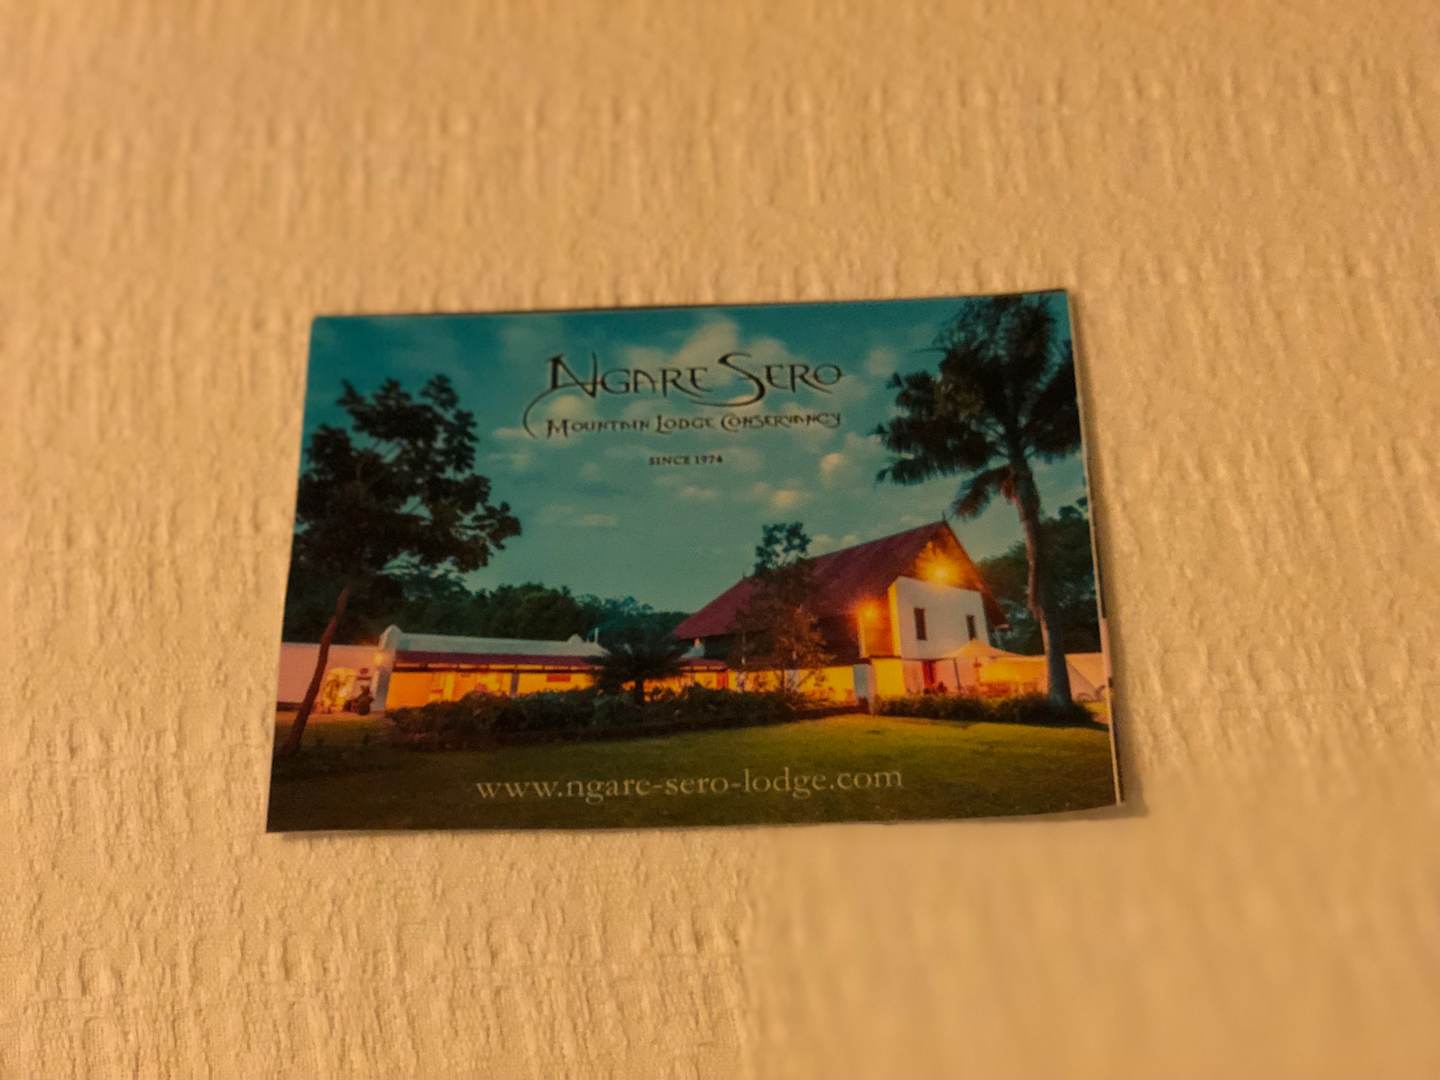 Ngare Sero
Mountain Lodge Conservancy
SINCE 1974
www.ngare-sero-lodge.com